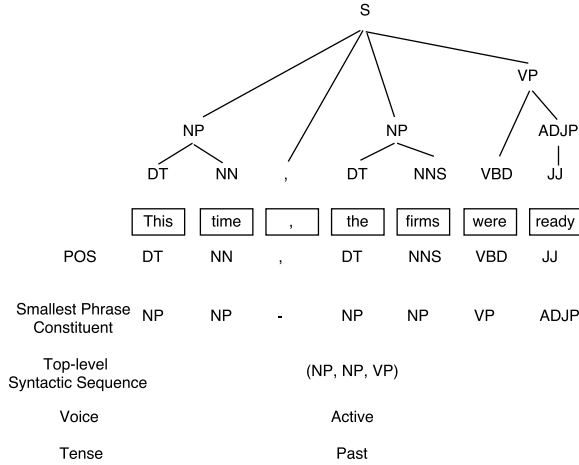 S
VP
NP NP ADJP
DT NN , DT NNS VBD JJ
This time , the firms were ready
POS DT NN , DT NNS VBD JJ
Smallest Phrase
Constituent NP NP - NP NP VP ADJP
Top-level
Syntactic Sequence (NP, NP, VP)
Voice Active
Tense Past